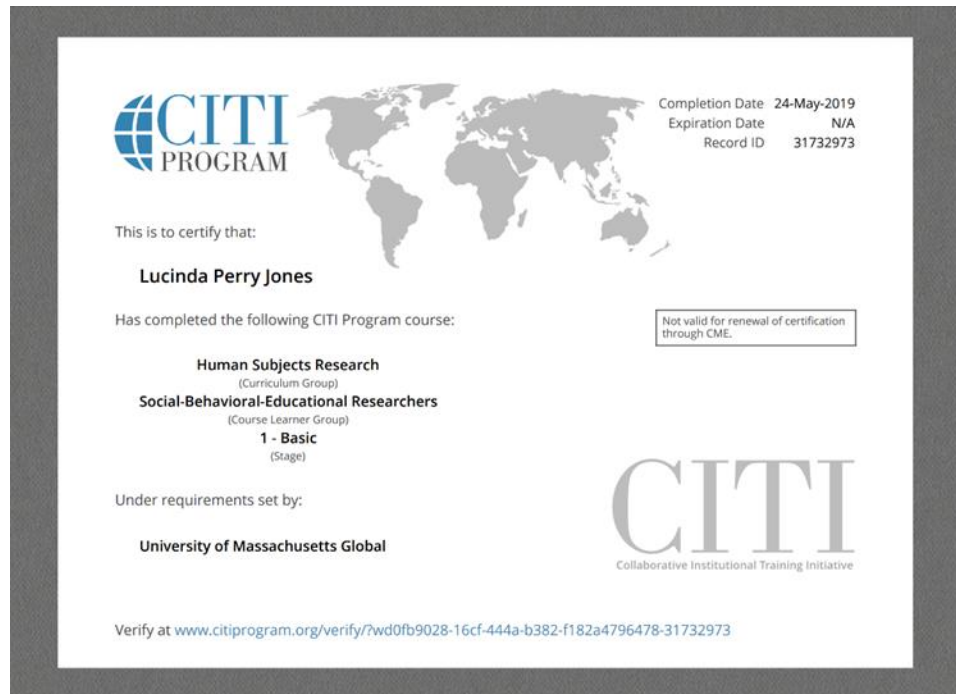 CITI
PROGRAM
Completion Date 24-May-2019
Expiration Date N/A
Record ID 31732973
This is to certify that:
Lucinda Perry Jones
Has completed the following CITI Program course:
Not valid for renewal of certification
through CME.
Human Subjects Research
(Curriculum Group)
Social-Behavioral-Educational Researchers
(Course Learner Group)
1 - Basic
(Stage)
Under requirements set by:
University of Massachusetts Global
CITI
Collaborative Institutional Training Initiative
Verify at www.citiprogram.org/verify/?wd0fb9028-16cf-444a-b382-f182a4796478-31732973